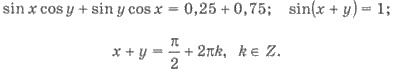 sin x cos y + sin y cos x = 0,25 + 0,75; sin(x + y) = 1;
x + y = π/2 + 2πk, k ∈ Z.